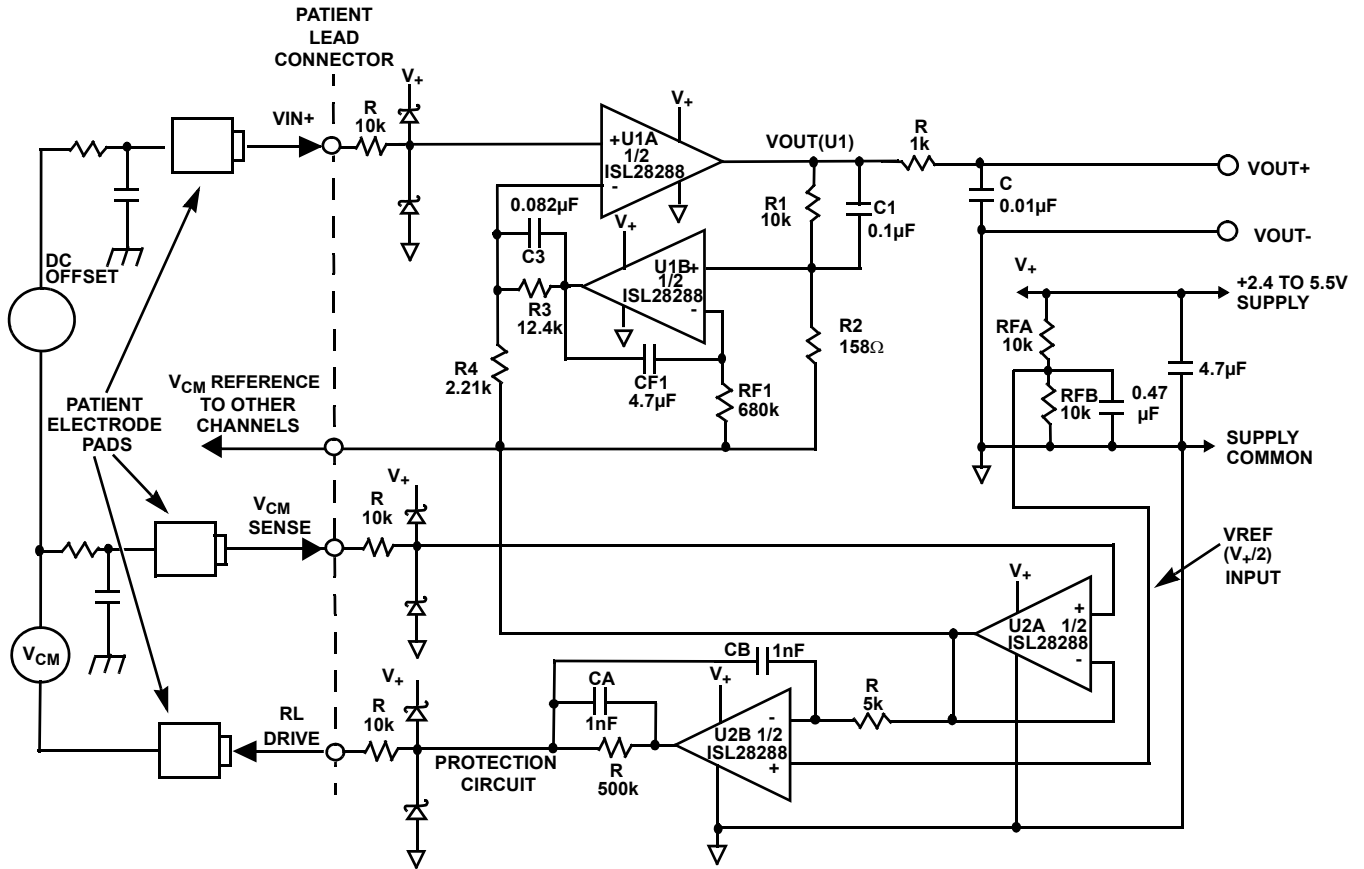 PATIENT
LEAD
CONNECTOR
VIN+
R
10k
V+
+U1A
1/2
ISL28288
-
V+
VOUT(U1)
R
1k
VOUT+
C
0.01µF
VOUT-
R1
10k
C1
0.1µF
0.082µF
C3
V+
U1B+
1/2
ISL28288
-
R3
12.4k
R4
2.21k
CF1
4.7µF
RF1
680k
R2
158Ω
V+
+2.4 TO 5.5V
SUPPLY
RFA
10k
RFB
10k
0.47
µF
4.7µF
SUPPLY
COMMON
DC
OFFSET
PATIENT
ELECTRODE
PADS
VCM REFERENCE
TO OTHER
CHANNELS
VCM
SENSE
R
10k
V+
VREF
(V+/2)
INPUT
V+
+
U2A 1/2
ISL28288
-
VCM
RL
DRIVE
R
10k
V+
PROTECTION
CIRCUIT
CB
1nF
CA
1nF
R
500k
V+
-
U2B 1/2
ISL28288
+
R
5k